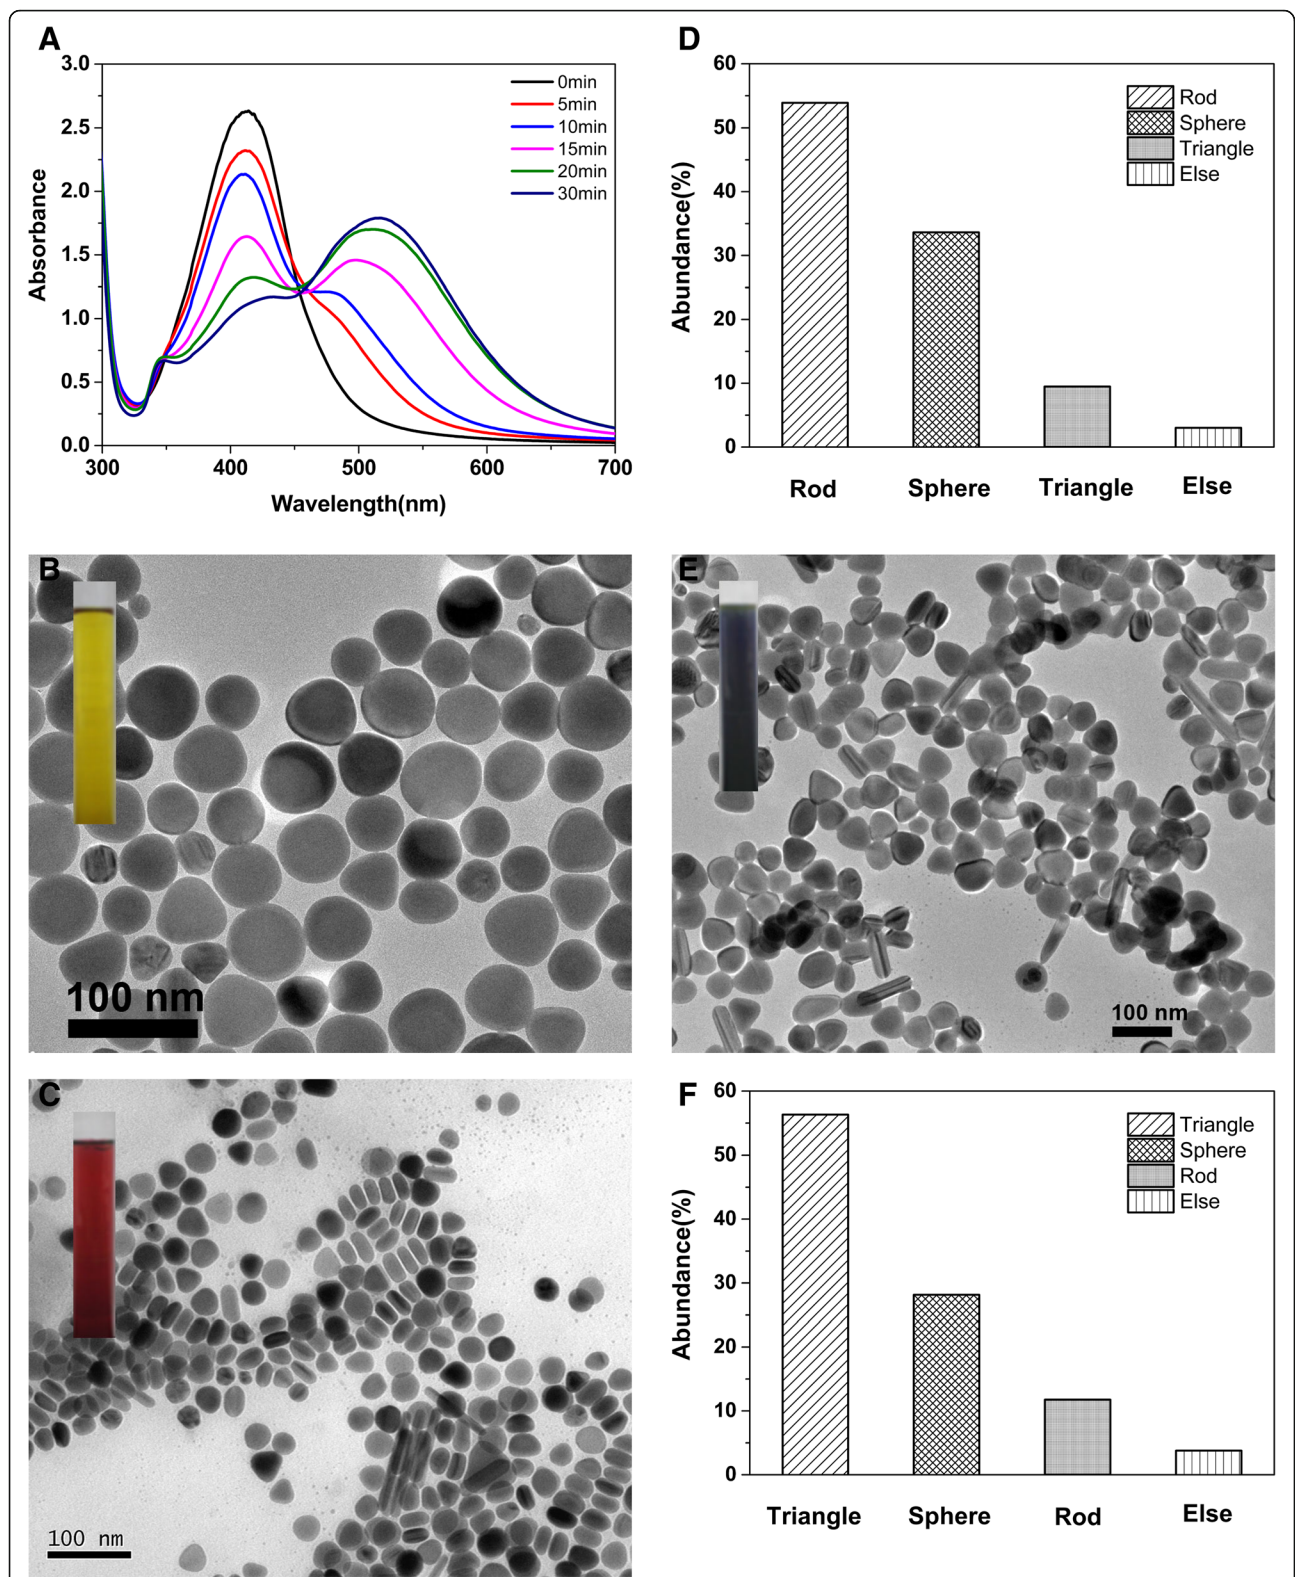 A
3.0
2.5
2.0
1.5
1.0
0.5
0.0
Absorbance
300 400 500 600 700
Wavelength(nm)
0min
5min
10min
15min
20min
30min
D
60
50
40
30
20
10
0
Abundance(%)
Rod Sphere Triangle Else
Rod
Sphere
Triangle
Else
B
100 nm
E
100 nm
C
100 nm
F
60
50
40
30
20
10
0
Abundance(%)
Triangle Sphere Rod Else
Triangle
Sphere
Rod
Else